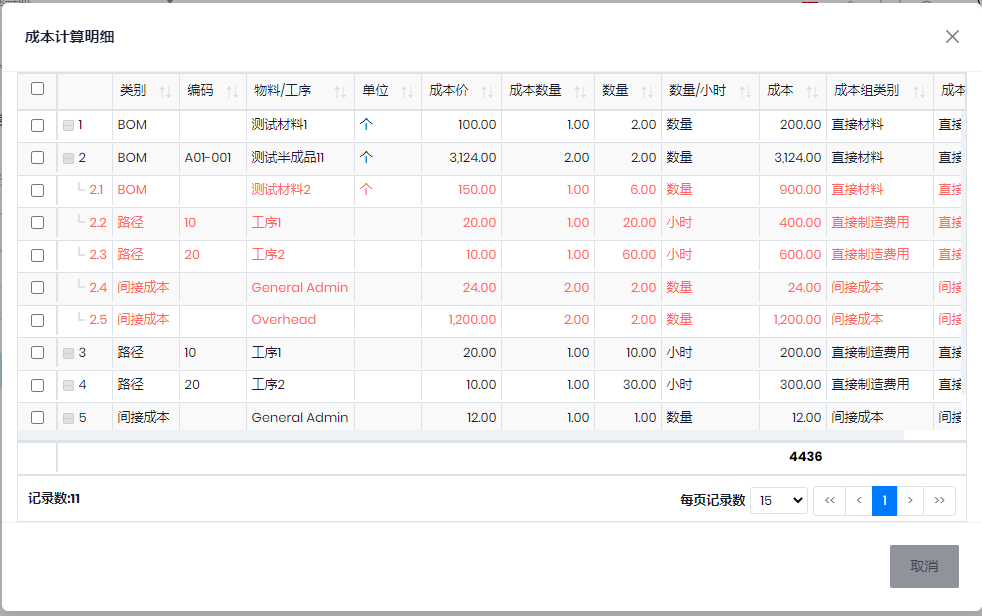 成本计算明细
类别 编码 物料/工序 单位 成本价 成本数量 数量 数量/小时 成本 成本组类别 成本
1 BOM 测试材料1 个 100.00 1.00 2.00 数量 200.00 直接材料 直接
2 BOM A01-001 测试半成品11 个 3,124.00 2.00 2.00 数量 3,124.00 直接材料 直接
2.1 BOM 测试材料2 个 150.00 1.00 6.00 数量 900.00 直接材料 直接
2.2 路径 10 工序1 20.00 1.00 20.00 小时 400.00 直接制造费用 直接
2.3 路径 20 工序2 10.00 1.00 60.00 小时 600.00 直接制造费用 直接
2.4 间接成本 General Admin 24.00 2.00 2.00 数量 24.00 间接成本 间接
2.5 间接成本 Overhead 1,200.00 2.00 2.00 数量 1,200.00 间接成本 间接
3 路径 10 工序1 20.00 1.00 10.00 小时 200.00 直接制造费用 直接
4 路径 20 工序2 10.00 1.00 30.00 小时 300.00 直接制造费用 直接
5 间接成本 General Admin 12.00 1.00 1.00 数量 12.00 间接成本 间接
4436
记录数:11 每页记录数 15 << < 1 > >>
取消